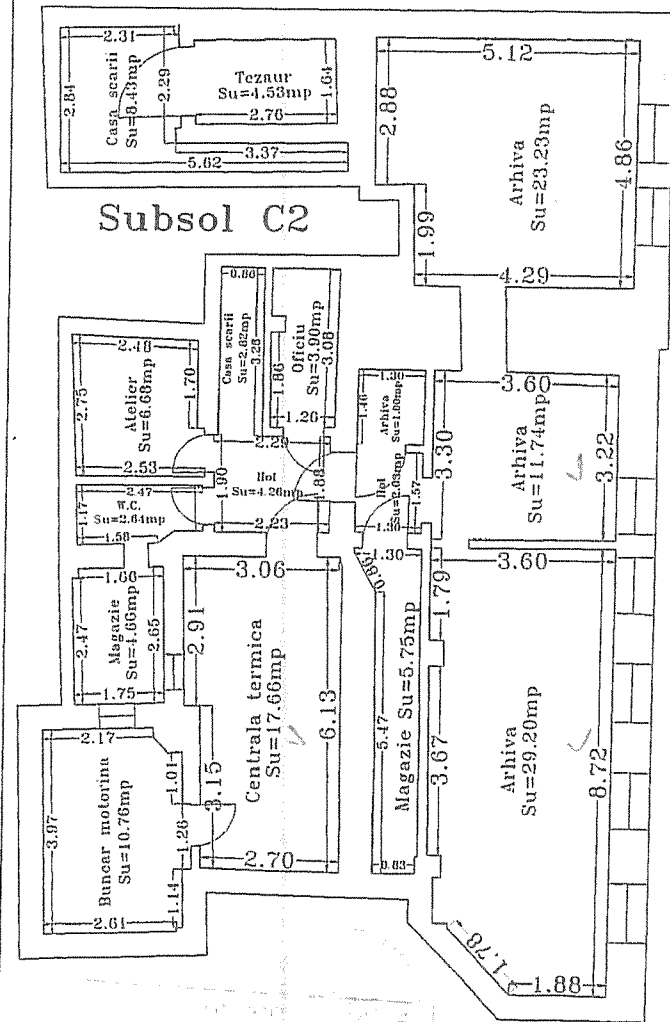 2.31
2.84
Casa scarii
Su=8.43mp
2.29
Tezaur
Su=4.53mp
1.64
2.76
3.37
5.62
5.12
2.88
Arhiva
Su=23.23mp
4.86
1.99
4.29
Subsol C2
0.86
Casa scarii
Su=2.82mp
3.28
1.86
Oficiu
Su=3.90mp
3.08
1.26
2.48
2.75
Atelier
Su=6.68mp
1.70
2.53
2.29
1.90
Hol
Su=4.26mp
1.88
2.23
1.30
1.46
Arhiva
Hol
Su=2.03mp
1.57
1.30
3.60
3.30
Arhiva
Su=11.74mp
3.22
2.47
1.17
W.C.
Su=2.64mp
1.58
1.66
2.47
Magazie
Su=4.66mp
2.65
1.75
3.06
2.91
Centrala termica
Su=17.66mp
6.13
3.15
2.70
1.30
0.86
5.47
Magazie Su=5.75mp
0.83
3.60
1.79
3.67
Arhiva
Su=29.20mp
8.72
1.78
1.88
2.17
3.97
Buncar motorina
Su=10.76mp
1.01
1.26
1.14
2.61